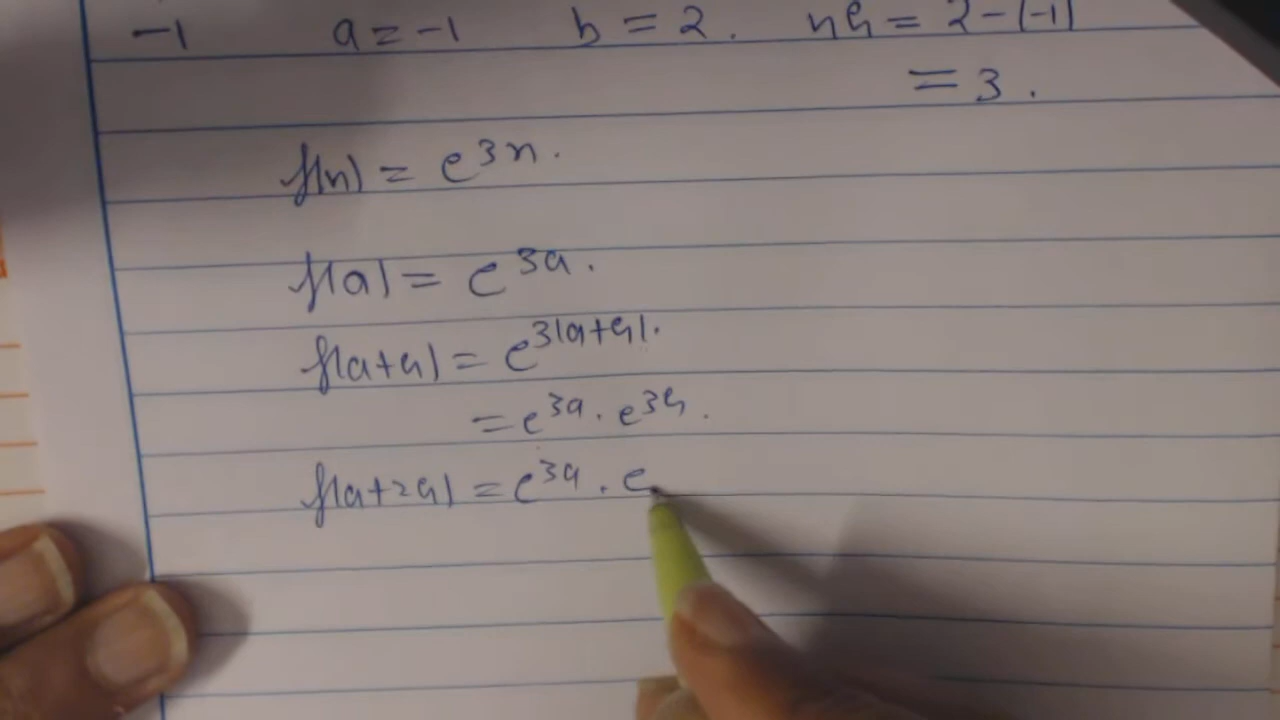 -1 a = -1 b = 2. nh = 2-(-1)
= 3.
f(x) = e^{3x}.
f(a) = e^{3a}.
f(a+h) = e^{3(a+h)}.
= e^{3a}. e^{3h}.
f(a+2h) = e^{3a}. e